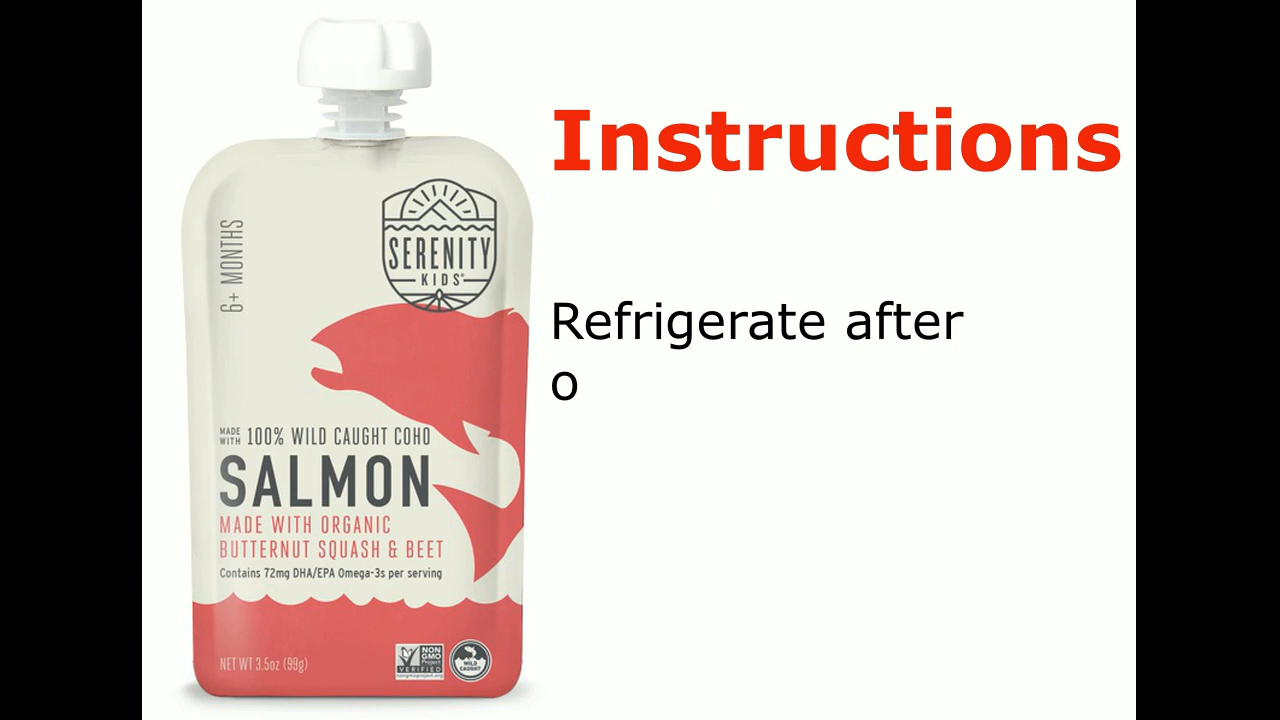 Instructions
Refrigerate after
o
SERENITY
KIDS
6+ MONTHS
MADE
WITH 100% WILD CAUGHT COHO
SALMON
MADE WITH ORGANIC
BUTTERNUT SQUASH & BEET
Contains 72mg DHA/EPA Omega-3s per serving
NET WT 3.5oz (99g)
NON
GMO
Project
VERIFIED
nongmoproject.org
WILD
CAUGHT